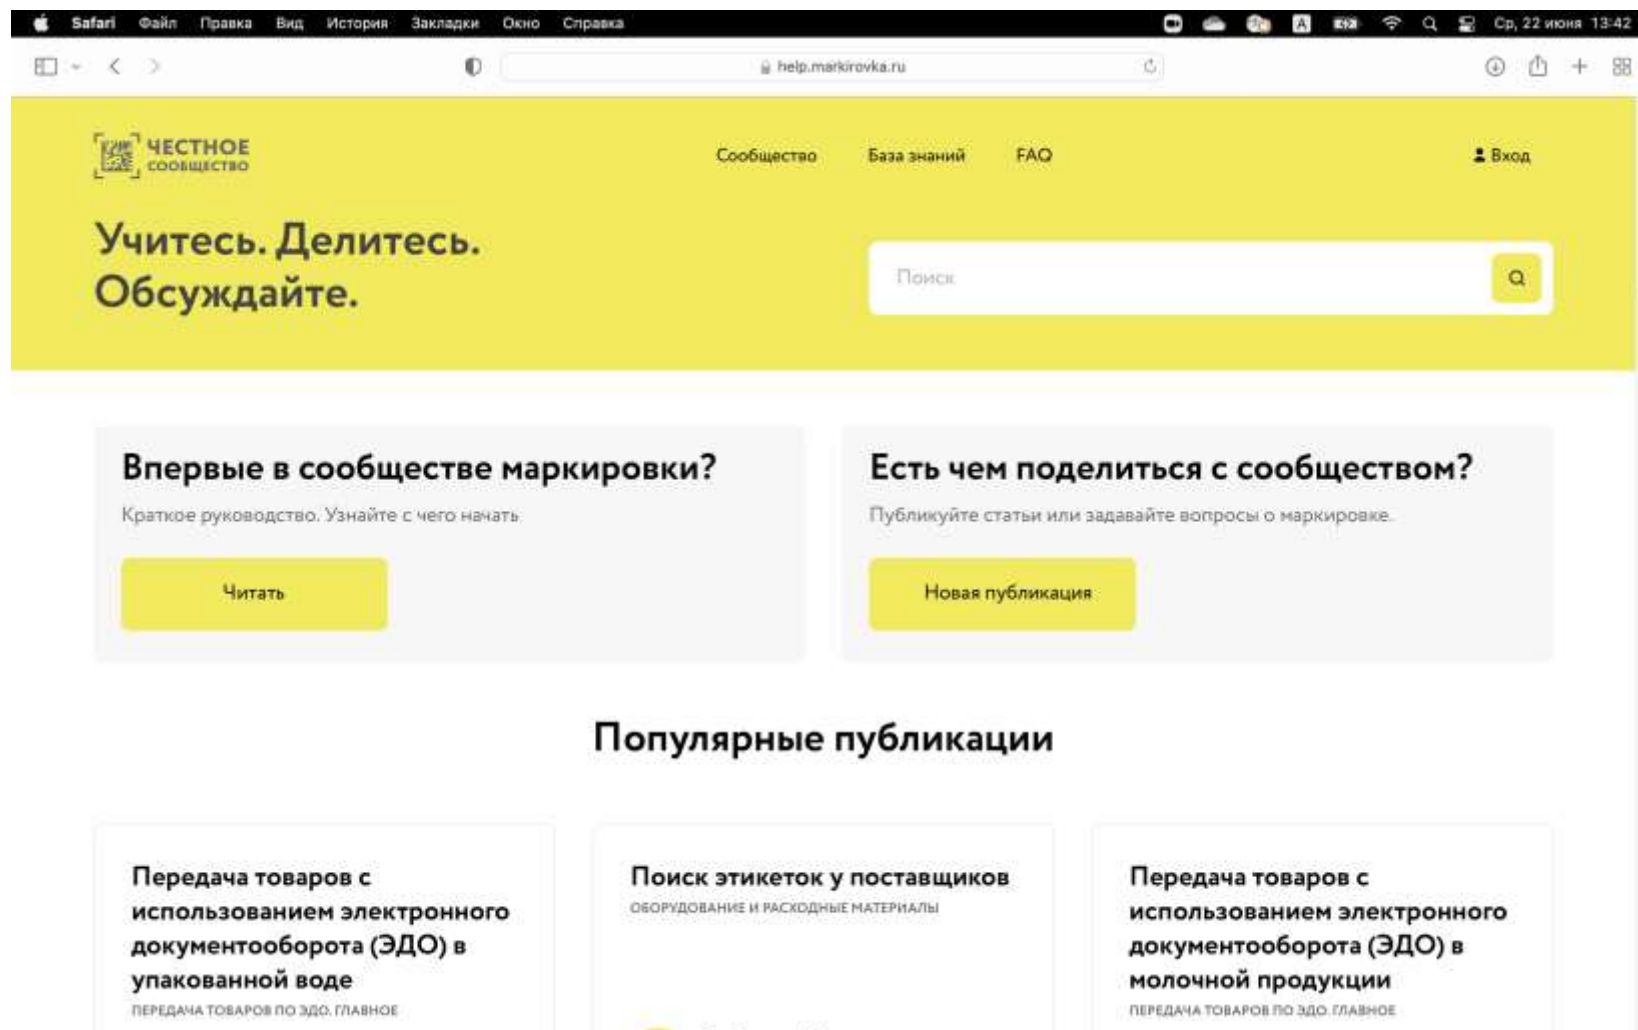 Safari Файл Правка Вид История Закладки Окно Справка
Ср, 22 июня 13:42
help.markirovka.ru
ЧЕСТНОЕ
СООБЩЕСТВО
Сообщество База знаний FAQ Вход
Учитесь. Делитесь.
Обсуждайте.
Поиск
Впервые в сообществе маркировки?
Краткое руководство. Узнайте с чего начать
Читать
Есть чем поделиться с сообществом?
Публикуйте статьи или задавайте вопросы о маркировке.
Новая публикация
Популярные публикации
Передача товаров с
использованием электронного
документооборота (ЭДО) в
упакованной воде
ПЕРЕДАЧА ТОВАРОВ ПО ЭДО. ГЛАВНОЕ
Поиск этикеток у поставщиков
ОБОРУДОВАНИЕ И РАСХОДНЫЕ МАТЕРИАЛЫ
Передача товаров с
использованием электронного
документооборота (ЭДО) в
молочной продукции
ПЕРЕДАЧА ТОВАРОВ ПО ЭДО. ГЛАВНОЕ